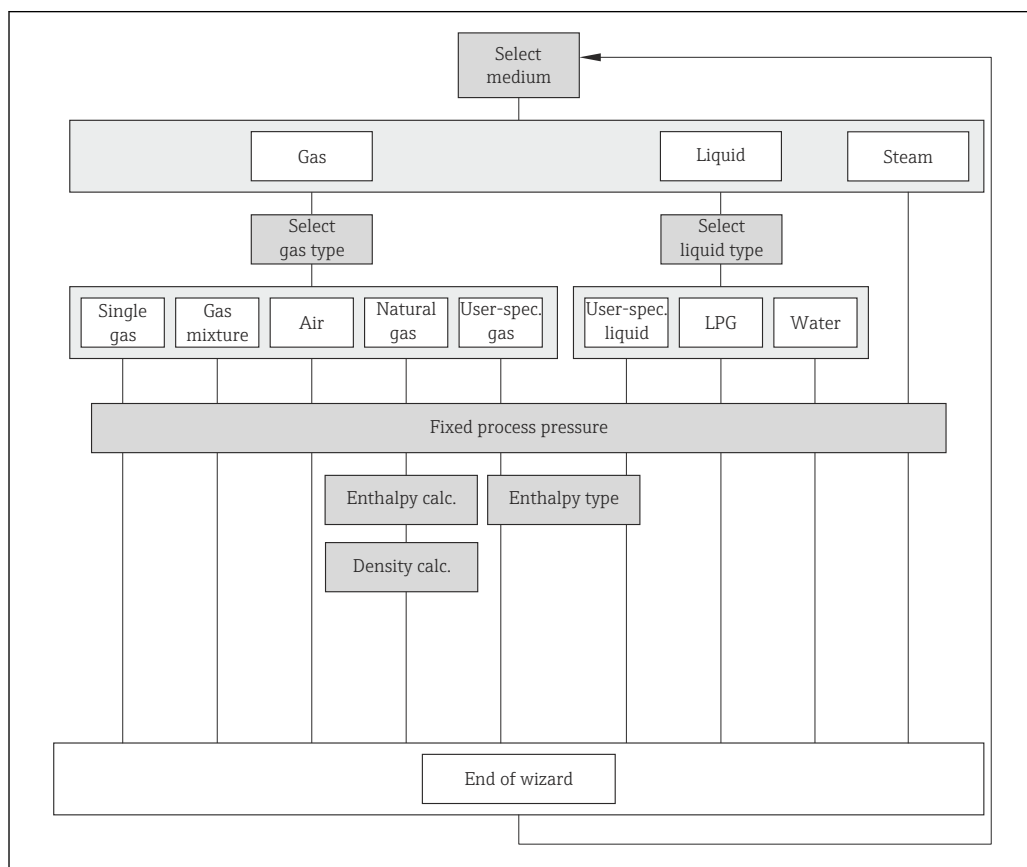 Select
medium
Gas
Liquid
Steam
Select
gas type
Select
liquid type
Single
gas
Gas
mixture
Air
Natural
gas
User-spec.
gas
User-spec.
liquid
LPG
Water
Fixed process pressure
Enthalpy calc.
Enthalpy type
Density calc.
End of wizard